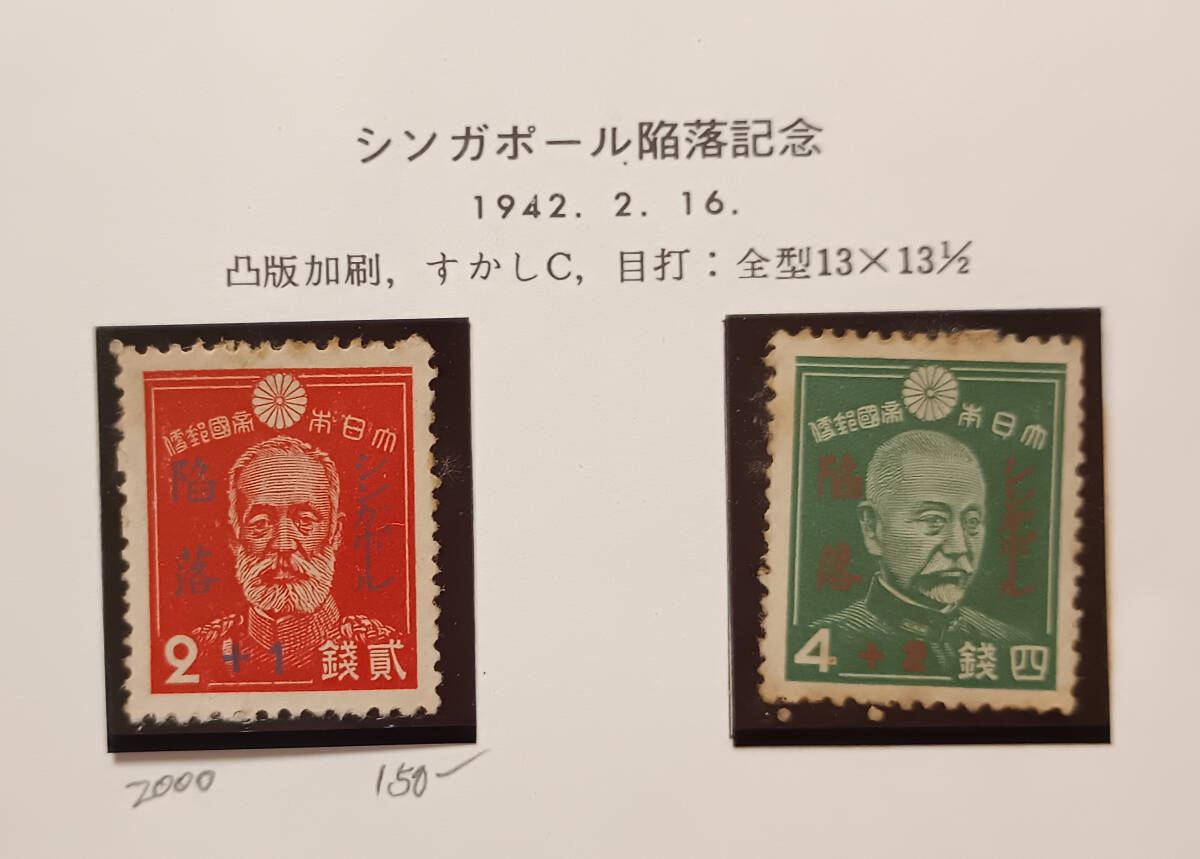 シンガポール陥落記念
1942. 2. 16.
凸版加刷, すかしC, 目打：全型13×13½
大日本帝國郵便
シンガポール
陥落
2 +1 錢貳
大日本帝國郵便
シンガポール
陥落
4 +2 錢四
2000 150-